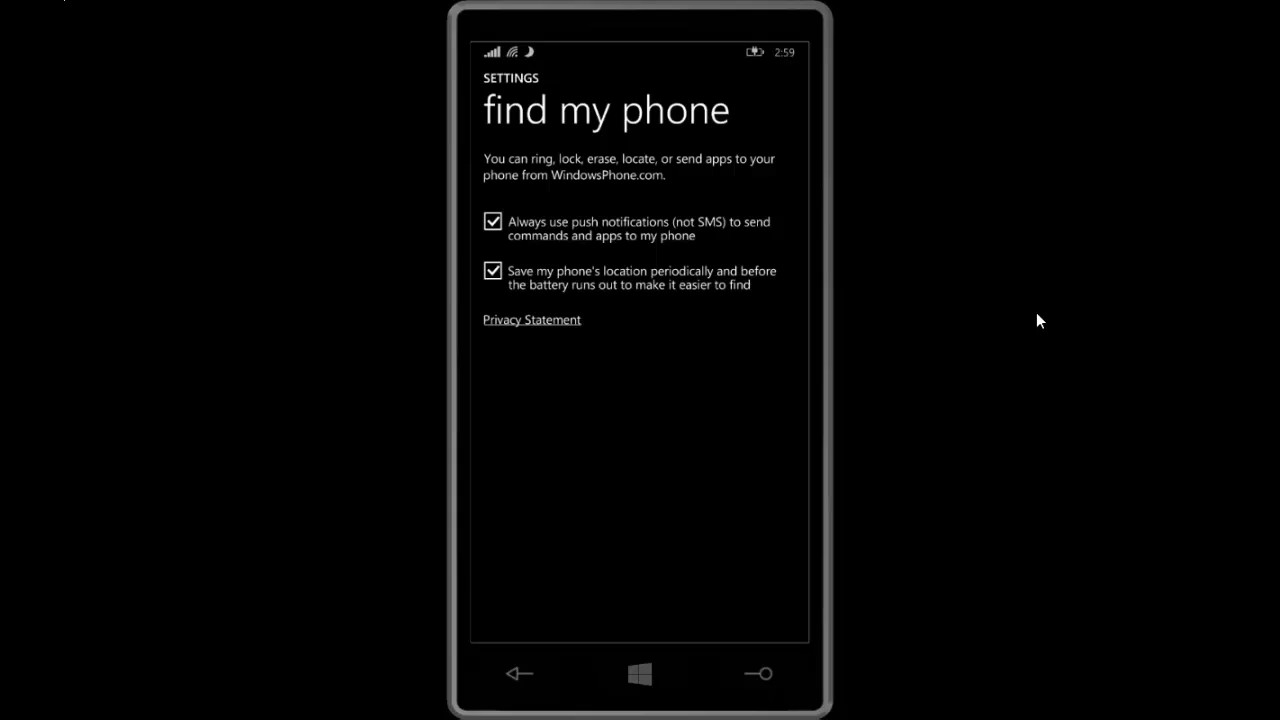 2:59
SETTINGS
find my phone
You can ring, lock, erase, locate, or send apps to your
phone from WindowsPhone.com.
Always use push notifications (not SMS) to send
commands and apps to my phone
Save my phone's location periodically and before
the battery runs out to make it easier to find
Privacy Statement